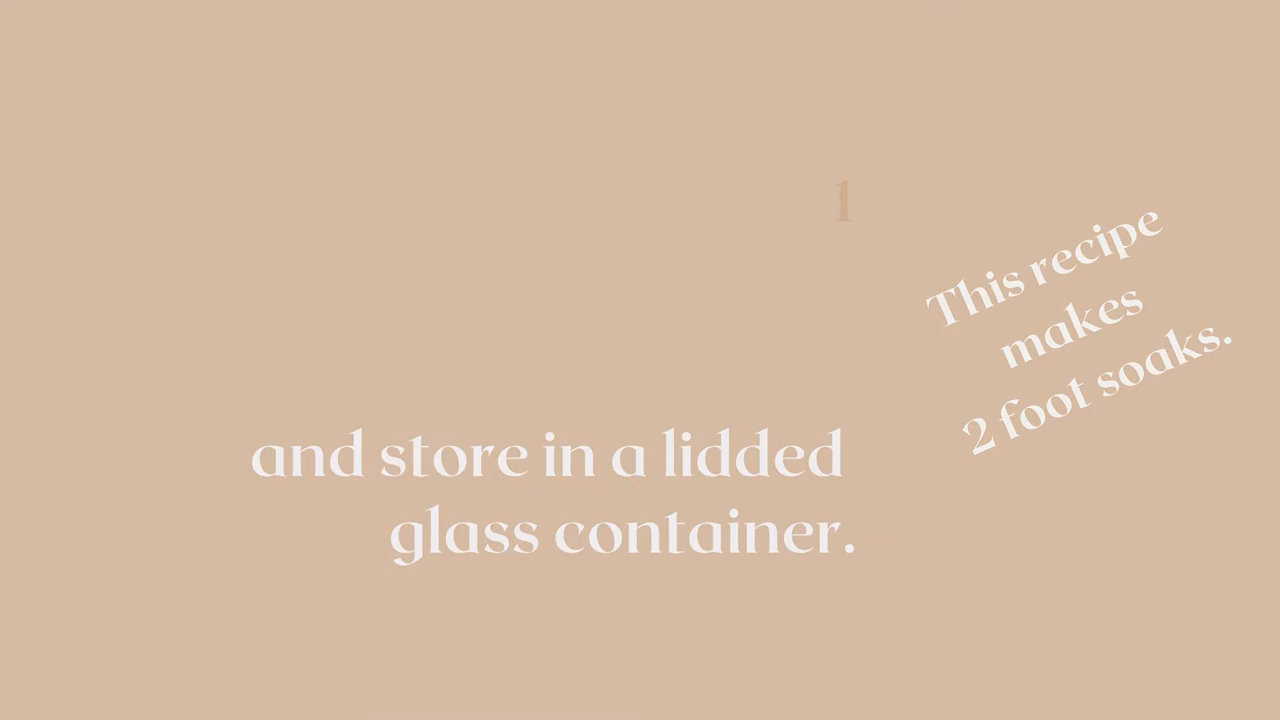 1
This recipe
makes
2 foot soaks.
and store in a lidded
glass container.